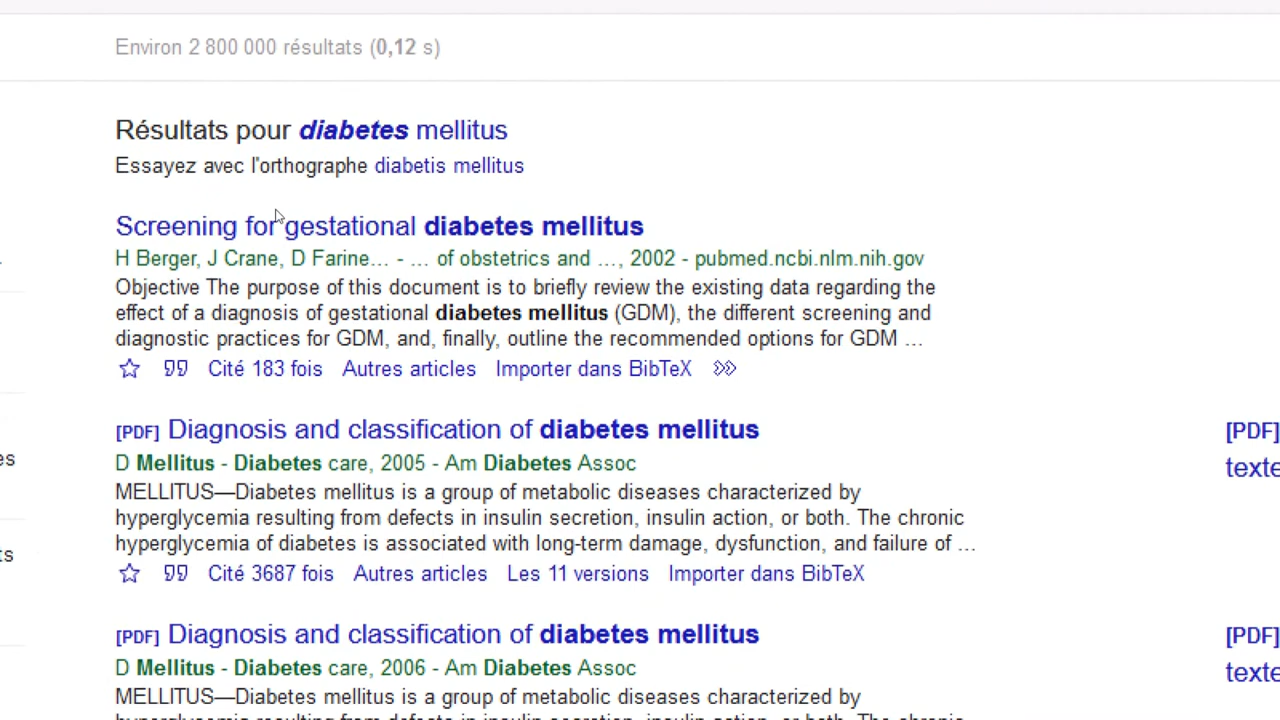 Environ 2 800 000 résultats (0,12 s)
Résultats pour diabetes mellitus
Essayez avec l'orthographe diabetis mellitus
Screening for gestational diabetes mellitus
H Berger, J Crane, D Farine… - … of obstetrics and …, 2002 - pubmed.ncbi.nlm.nih.gov
Objective The purpose of this document is to briefly review the existing data regarding the
effect of a diagnosis of gestational diabetes mellitus (GDM), the different screening and
diagnostic practices for GDM, and, finally, outline the recommended options for GDM …
Cité 183 fois Autres articles Importer dans BibTeX
[PDF] Diagnosis and classification of diabetes mellitus
[PDF]
D Mellitus - Diabetes care, 2005 - Am Diabetes Assoc
texte
MELLITUS—Diabetes mellitus is a group of metabolic diseases characterized by
hyperglycemia resulting from defects in insulin secretion, insulin action, or both. The chronic
hyperglycemia of diabetes is associated with long-term damage, dysfunction, and failure of …
Cité 3687 fois Autres articles Les 11 versions Importer dans BibTeX
[PDF] Diagnosis and classification of diabetes mellitus
[PDF]
D Mellitus - Diabetes care, 2006 - Am Diabetes Assoc
texte
MELLITUS—Diabetes mellitus is a group of metabolic diseases characterized by